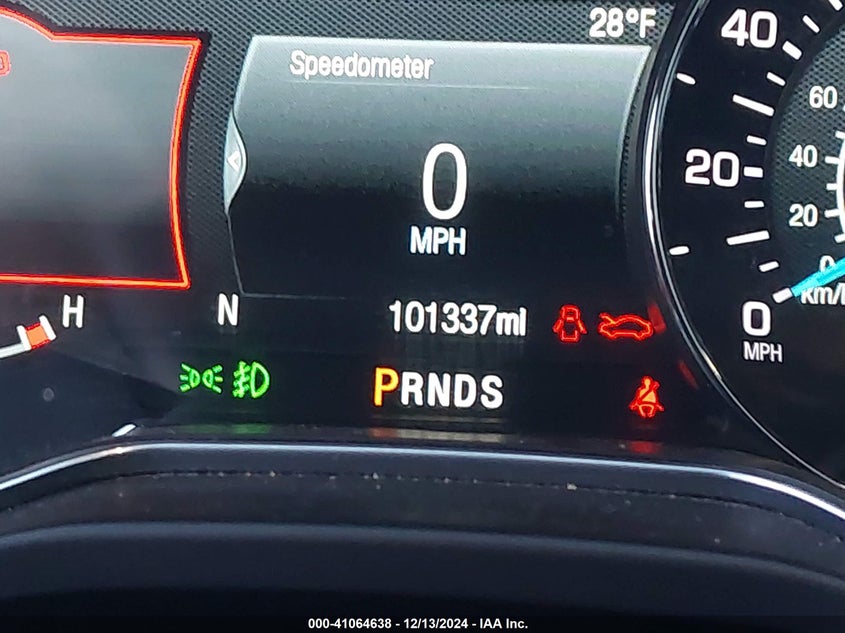 28°F
40
Speedometer
60
20
40
0
20
MPH
0
km/
H
N
101337mi
0
MPH
PRNDS
000-41064638 - 12/13/2024 - IAA Inc.